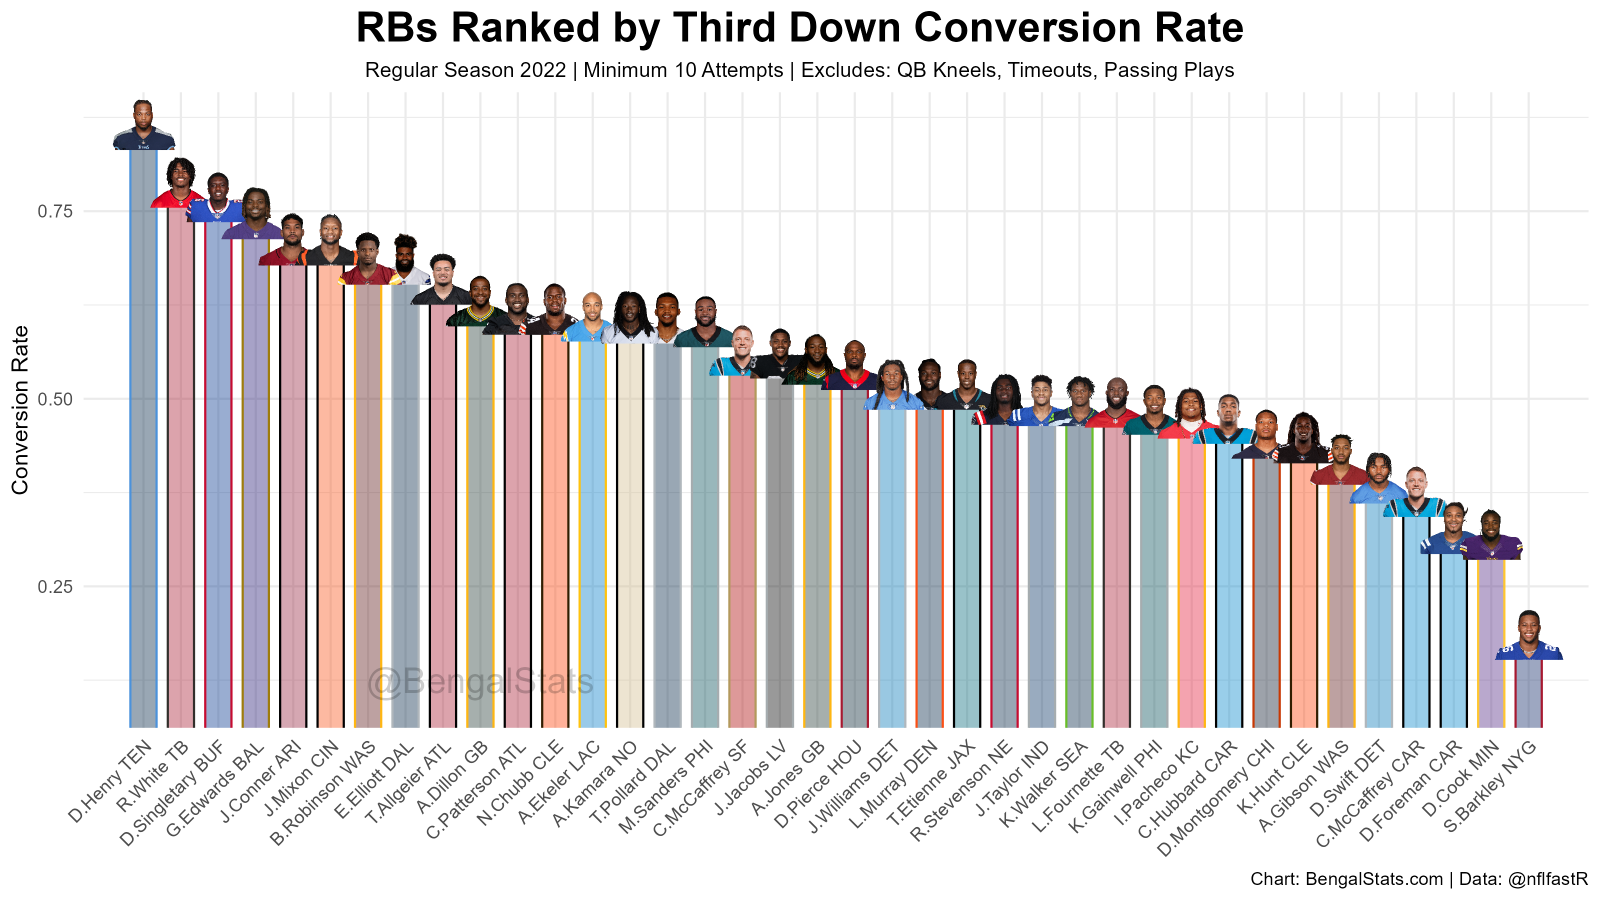 RBs Ranked by Third Down Conversion Rate
Regular Season 2022 | Minimum 10 Attempts | Excludes: QB Kneels, Timeouts, Passing Plays
Conversion Rate
0.75
0.50
0.25
@BengalStats
D.Henry TEN
R.White TB
D.Singletary BUF
G.Edwards BAL
J.Conner ARI
J.Mixon CIN
B.Robinson WAS
E.Elliott DAL
T.Allgeier ATL
A.Dillon GB
C.Patterson ATL
N.Chubb CLE
A.Ekeler LAC
A.Kamara NO
T.Pollard DAL
M.Sanders PHI
C.McCaffrey SF
J.Jacobs LV
A.Jones GB
D.Pierce HOU
J.Williams DET
L.Murray DEN
T.Etienne JAX
R.Stevenson NE
J.Taylor IND
K.Walker SEA
L.Fournette TB
K.Gainwell PHI
I.Pacheco KC
C.Hubbard CAR
D.Montgomery CHI
K.Hunt CLE
A.Gibson WAS
D.Swift DET
C.McCaffrey CAR
D.Foreman CAR
D.Cook MIN
S.Barkley NYG
Chart: BengalStats.com | Data: @nflfastR